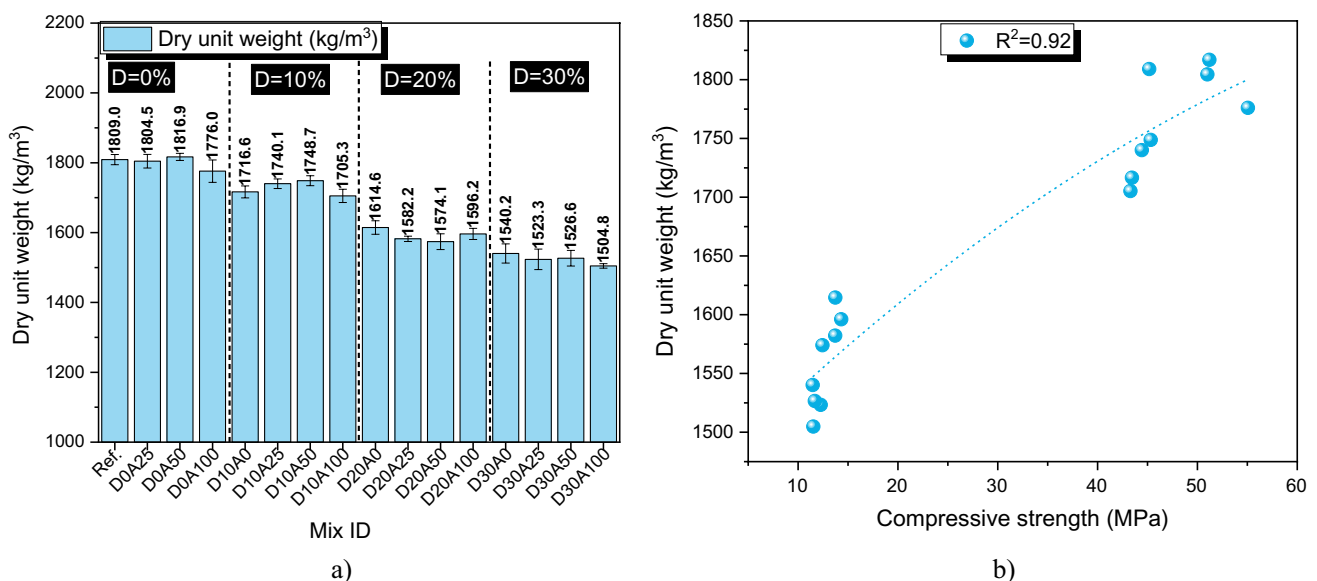 Dry unit weight (kg/m³)
D=0%
D=10%
D=20%
D=30%
1809.0
1804.5
1816.9
1776.0
1716.6
1740.1
1748.7
1705.3
1614.6
1582.2
1574.1
1596.2
1540.2
1523.3
1526.6
1504.8
Dry unit weight (kg/m³)
2200
2000
1800
1600
1400
1200
1000
Ref.
D0A25
D0A50
D0A100
D10A0
D10A25
D10A50
D10A100
D20A0
D20A25
D20A50
D20A100
D30A0
D30A25
D30A50
D30A100
Mix ID
a)
R²=0.92
Dry unit weight (kg/m³)
1850
1800
1750
1700
1650
1600
1550
1500
10
20
30
40
50
60
Compressive strength (MPa)
b)